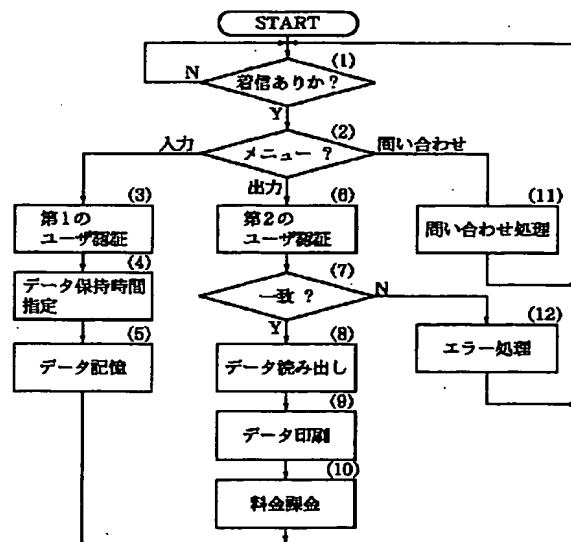 START
(1)
着信ありか？
N
Y
(2)
メニュー ？
入力
問い合わせ
出力
(3)
第1の
ユーザ認証
(6)
第2の
ユーザ認証
(11)
問い合わせ処理
(4)
データ保持時間
指定
(7)
一致 ？
N
Y
(5)
データ記憶
(8)
データ読み出し
(12)
エラー処理
(9)
データ印刷
(10)
料金課金